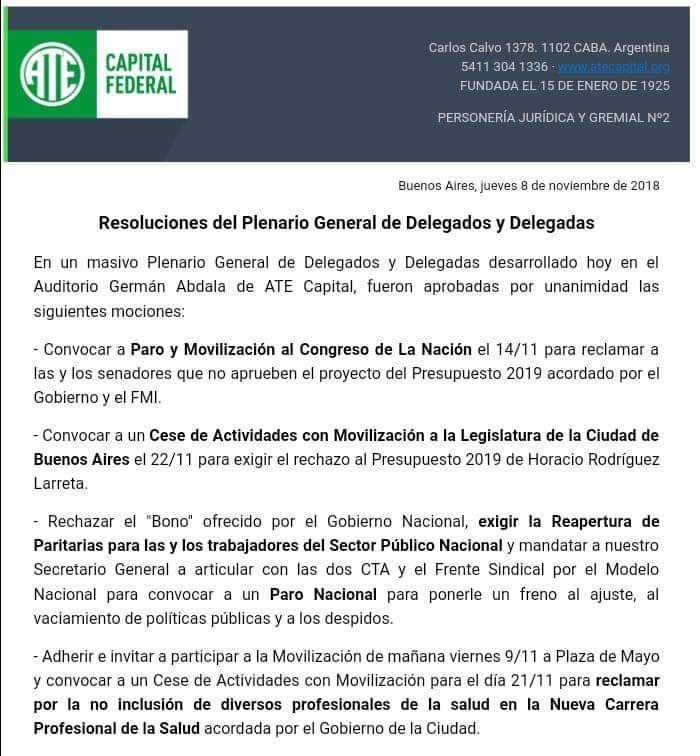 ATE
CAPITAL
FEDERAL
Carlos Calvo 1378. 1102 CABA. Argentina
5411 304 1336 · www.atecapital.org
FUNDADA EL 15 DE ENERO DE 1925
PERSONERÍA JURÍDICA Y GREMIAL Nº2
Buenos Aires, jueves 8 de noviembre de 2018
Resoluciones del Plenario General de Delegados y Delegadas
En un masivo Plenario General de Delegados y Delegadas desarrollado hoy en el
Auditorio Germán Abdala de ATE Capital, fueron aprobadas por unanimidad las
siguientes mociones:
- Convocar a Paro y Movilización al Congreso de La Nación el 14/11 para reclamar a
las y los senadores que no aprueben el proyecto del Presupuesto 2019 acordado por el
Gobierno y el FMI.
- Convocar a un Cese de Actividades con Movilización a la Legislatura de la Ciudad de
Buenos Aires el 22/11 para exigir el rechazo al Presupuesto 2019 de Horacio Rodríguez
Larreta.
- Rechazar el "Bono" ofrecido por el Gobierno Nacional, exigir la Reapertura de
Paritarias para las y los trabajadores del Sector Público Nacional y mandatar a nuestro
Secretario General a articular con las dos CTA y el Frente Sindical por el Modelo
Nacional para convocar a un Paro Nacional para ponerle un freno al ajuste, al
vaciamiento de políticas públicas y a los despidos.
- Adherir e invitar a participar a la Movilización de mañana viernes 9/11 a Plaza de Mayo
y convocar a un Cese de Actividades con Movilización para el día 21/11 para reclamar
por la no inclusión de diversos profesionales de la salud en la Nueva Carrera
Profesional de la Salud acordada por el Gobierno de la Ciudad.